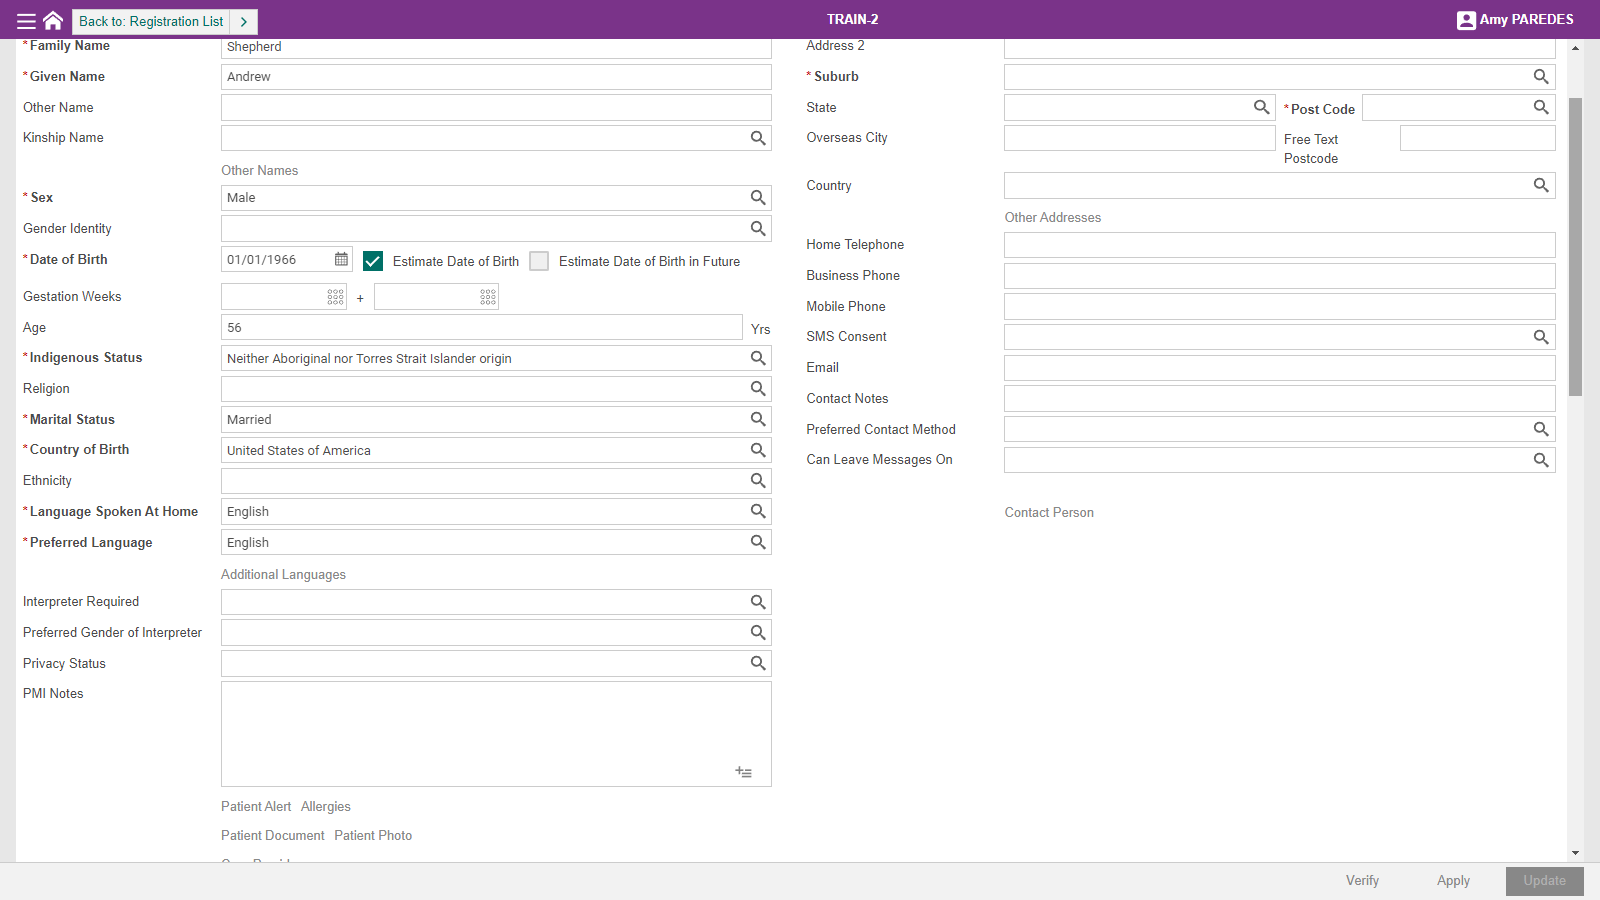 Back to: Registration List
TRAIN-2
Amy PAREDES
* Family Name Shepherd
* Given Name Andrew
Other Name
Kinship Name
Other Names
* Sex Male
Gender Identity
* Date of Birth 01/01/1966 Estimate Date of Birth Estimate Date of Birth in Future
Gestation Weeks +
Age 56 Yrs
* Indigenous Status Neither Aboriginal nor Torres Strait Islander origin
Religion
* Marital Status Married
* Country of Birth United States of America
Ethnicity
* Language Spoken At Home English
* Preferred Language English
Additional Languages
Interpreter Required
Preferred Gender of Interpreter
Privacy Status
PMI Notes
Patient Alert Allergies
Patient Document Patient Photo
Address 2
* Suburb
State * Post Code
Overseas City Free Text
Postcode
Country
Other Addresses
Home Telephone
Business Phone
Mobile Phone
SMS Consent
Email
Contact Notes
Preferred Contact Method
Can Leave Messages On
Contact Person
Verify Apply Update